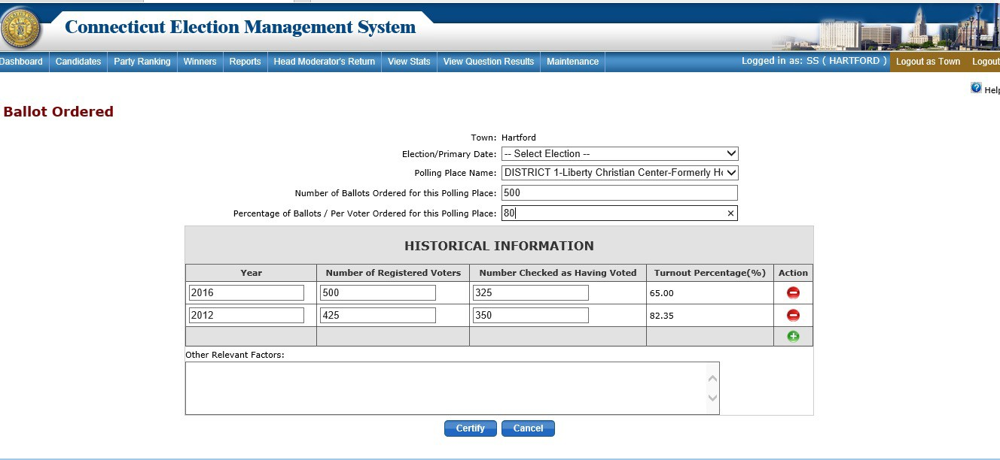 Connecticut Election Management System
Dashboard Candidates Party Ranking Winners Reports Head Moderator's Return View Stats View Question Results Maintenance Logged in as: SS ( HARTFORD ) Logout as Town Logout
Help
Ballot Ordered
Town: Hartford
Election/Primary Date: -- Select Election --
Polling Place Name: DISTRICT 1-Liberty Christian Center-Formerly Ho
Number of Ballots Ordered for this Polling Place: 500
Percentage of Ballots / Per Voter Ordered for this Polling Place: 80 ×
HISTORICAL INFORMATION
Year Number of Registered Voters Number Checked as Having Voted Turnout Percentage(%) Action
2016 500 325 65.00
2012 425 350 82.35
Other Relevant Factors:
Certify Cancel